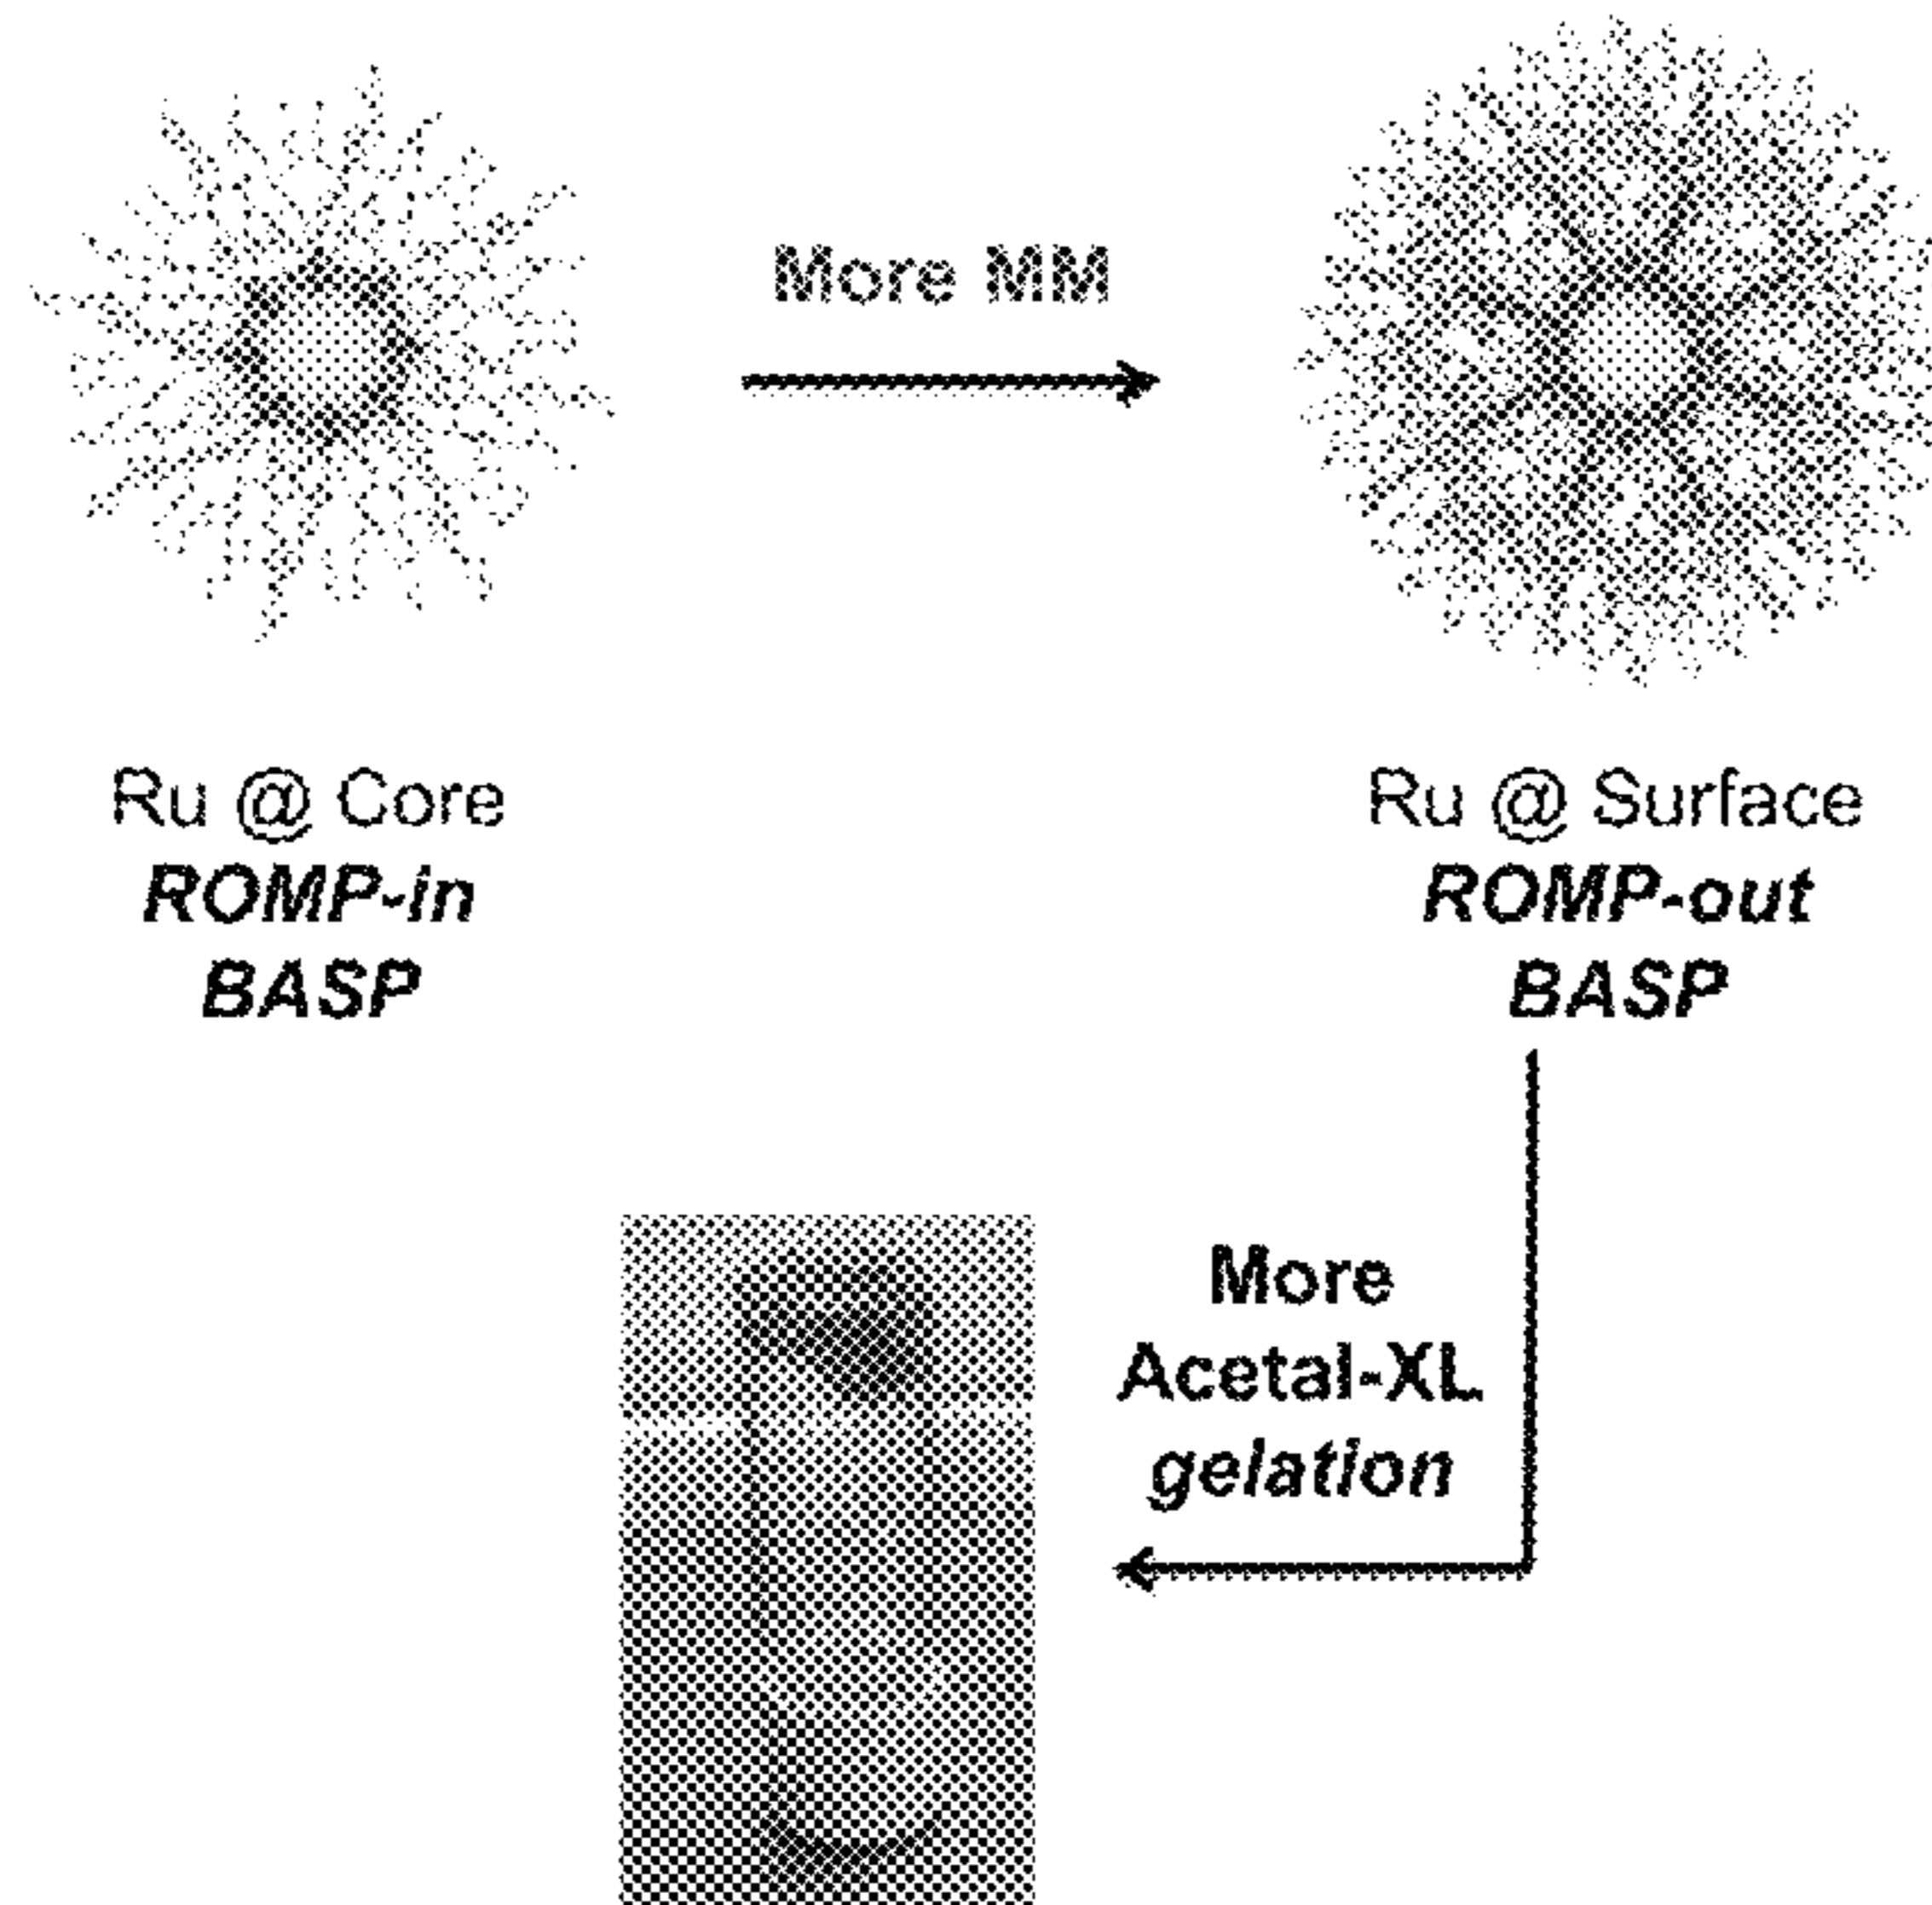 More MM
Ru @ Core
ROMP-in
BASP
Ru @ Surface
ROMP-out
BASP
More
Acetal-XL
gelation